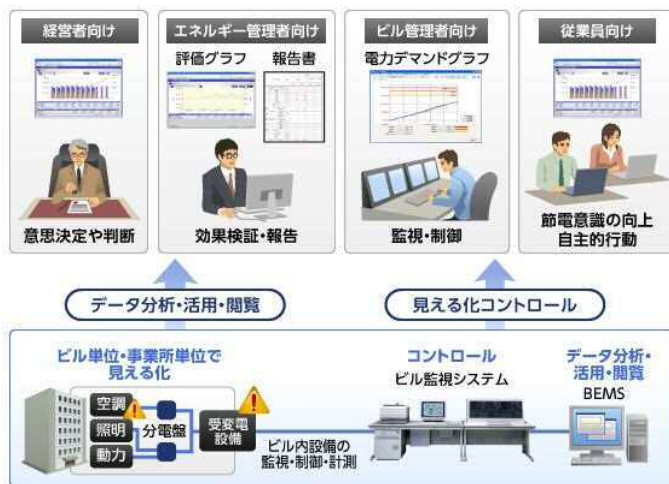 経営者向け
エネルギー管理者向け
ビル管理者向け
従業員向け
評価グラフ
報告書
電力デマンドグラフ
意思決定や判断
効果検証・報告
監視・制御
節電意識の向上
自主的行動
データ分析・活用・閲覧
見える化コントロール
ビル単位・事業所単位で
見える化
コントロール
ビル監視システム
データ分析・
活用・閲覧
BEMS
空調
照明
動力
分電盤
受変電
設備
ビル内設備の
監視・制御・計測